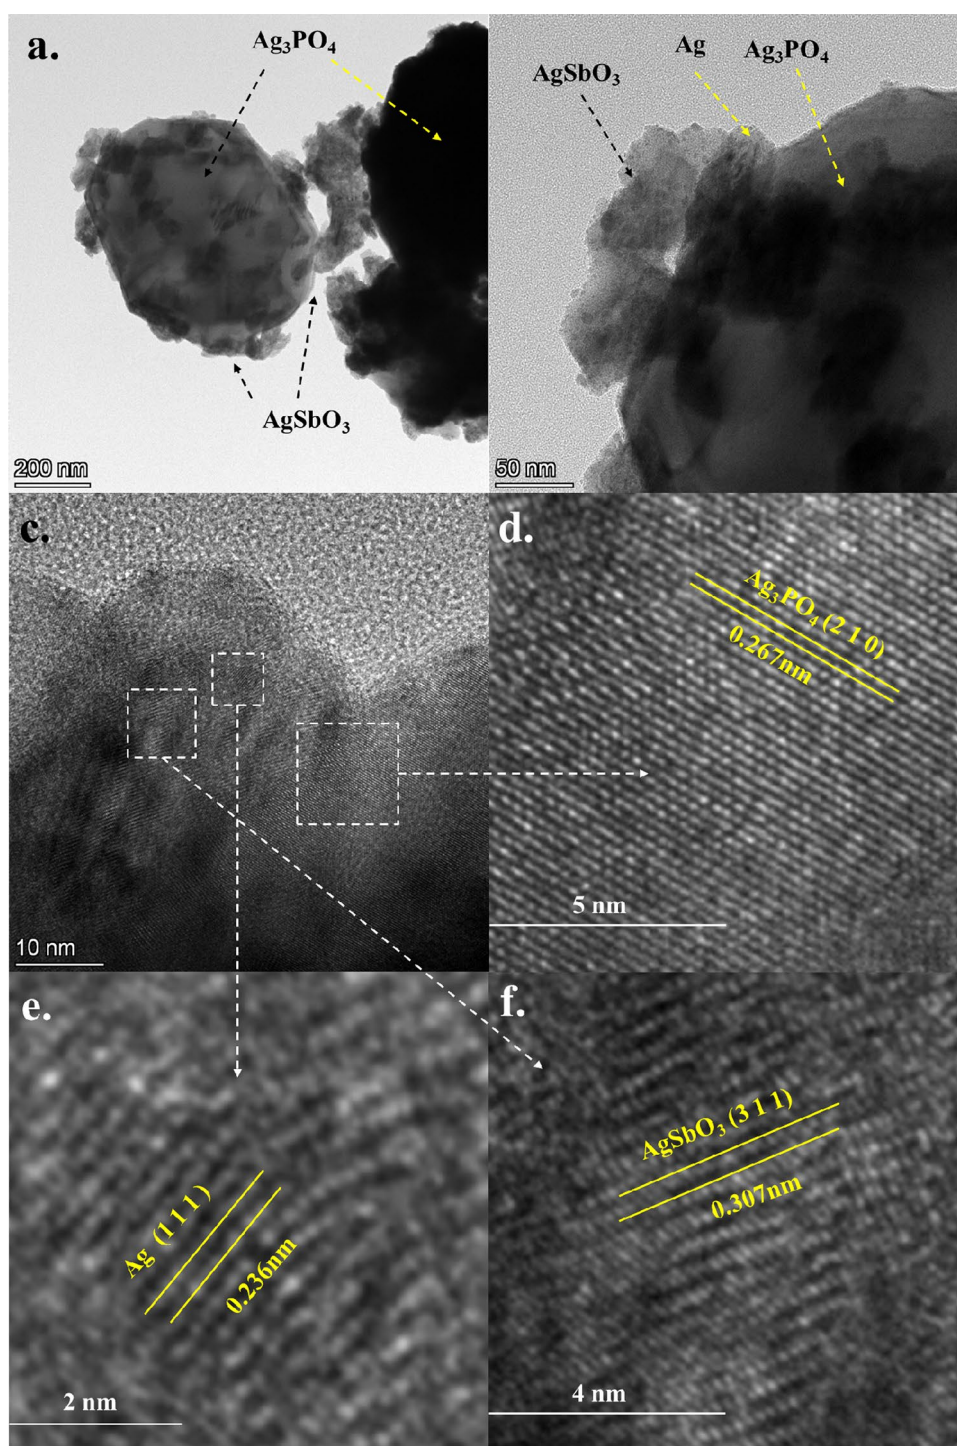 a.
Ag₃PO₄
AgSbO₃
200 nm
Ag
Ag₃PO₄
AgSbO₃
50 nm
c.
10 nm
d.
Ag₃PO₄ (2 1 0)
0.267nm
5 nm
e.
Ag (1 1 1)
0.236nm
2 nm
f.
AgSbO₃ (3 1 1)
0.307nm
4 nm